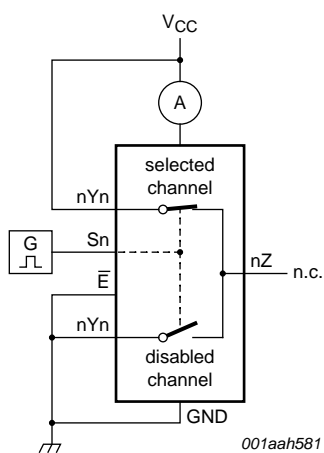 VCC
A
selected
channel
nYn
Sn
G
E̅
nZ
n.c.
nYn
disabled
channel
GND
001aah581